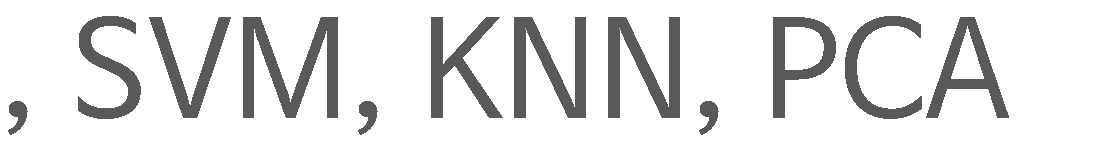 , SVM, KNN, PCA